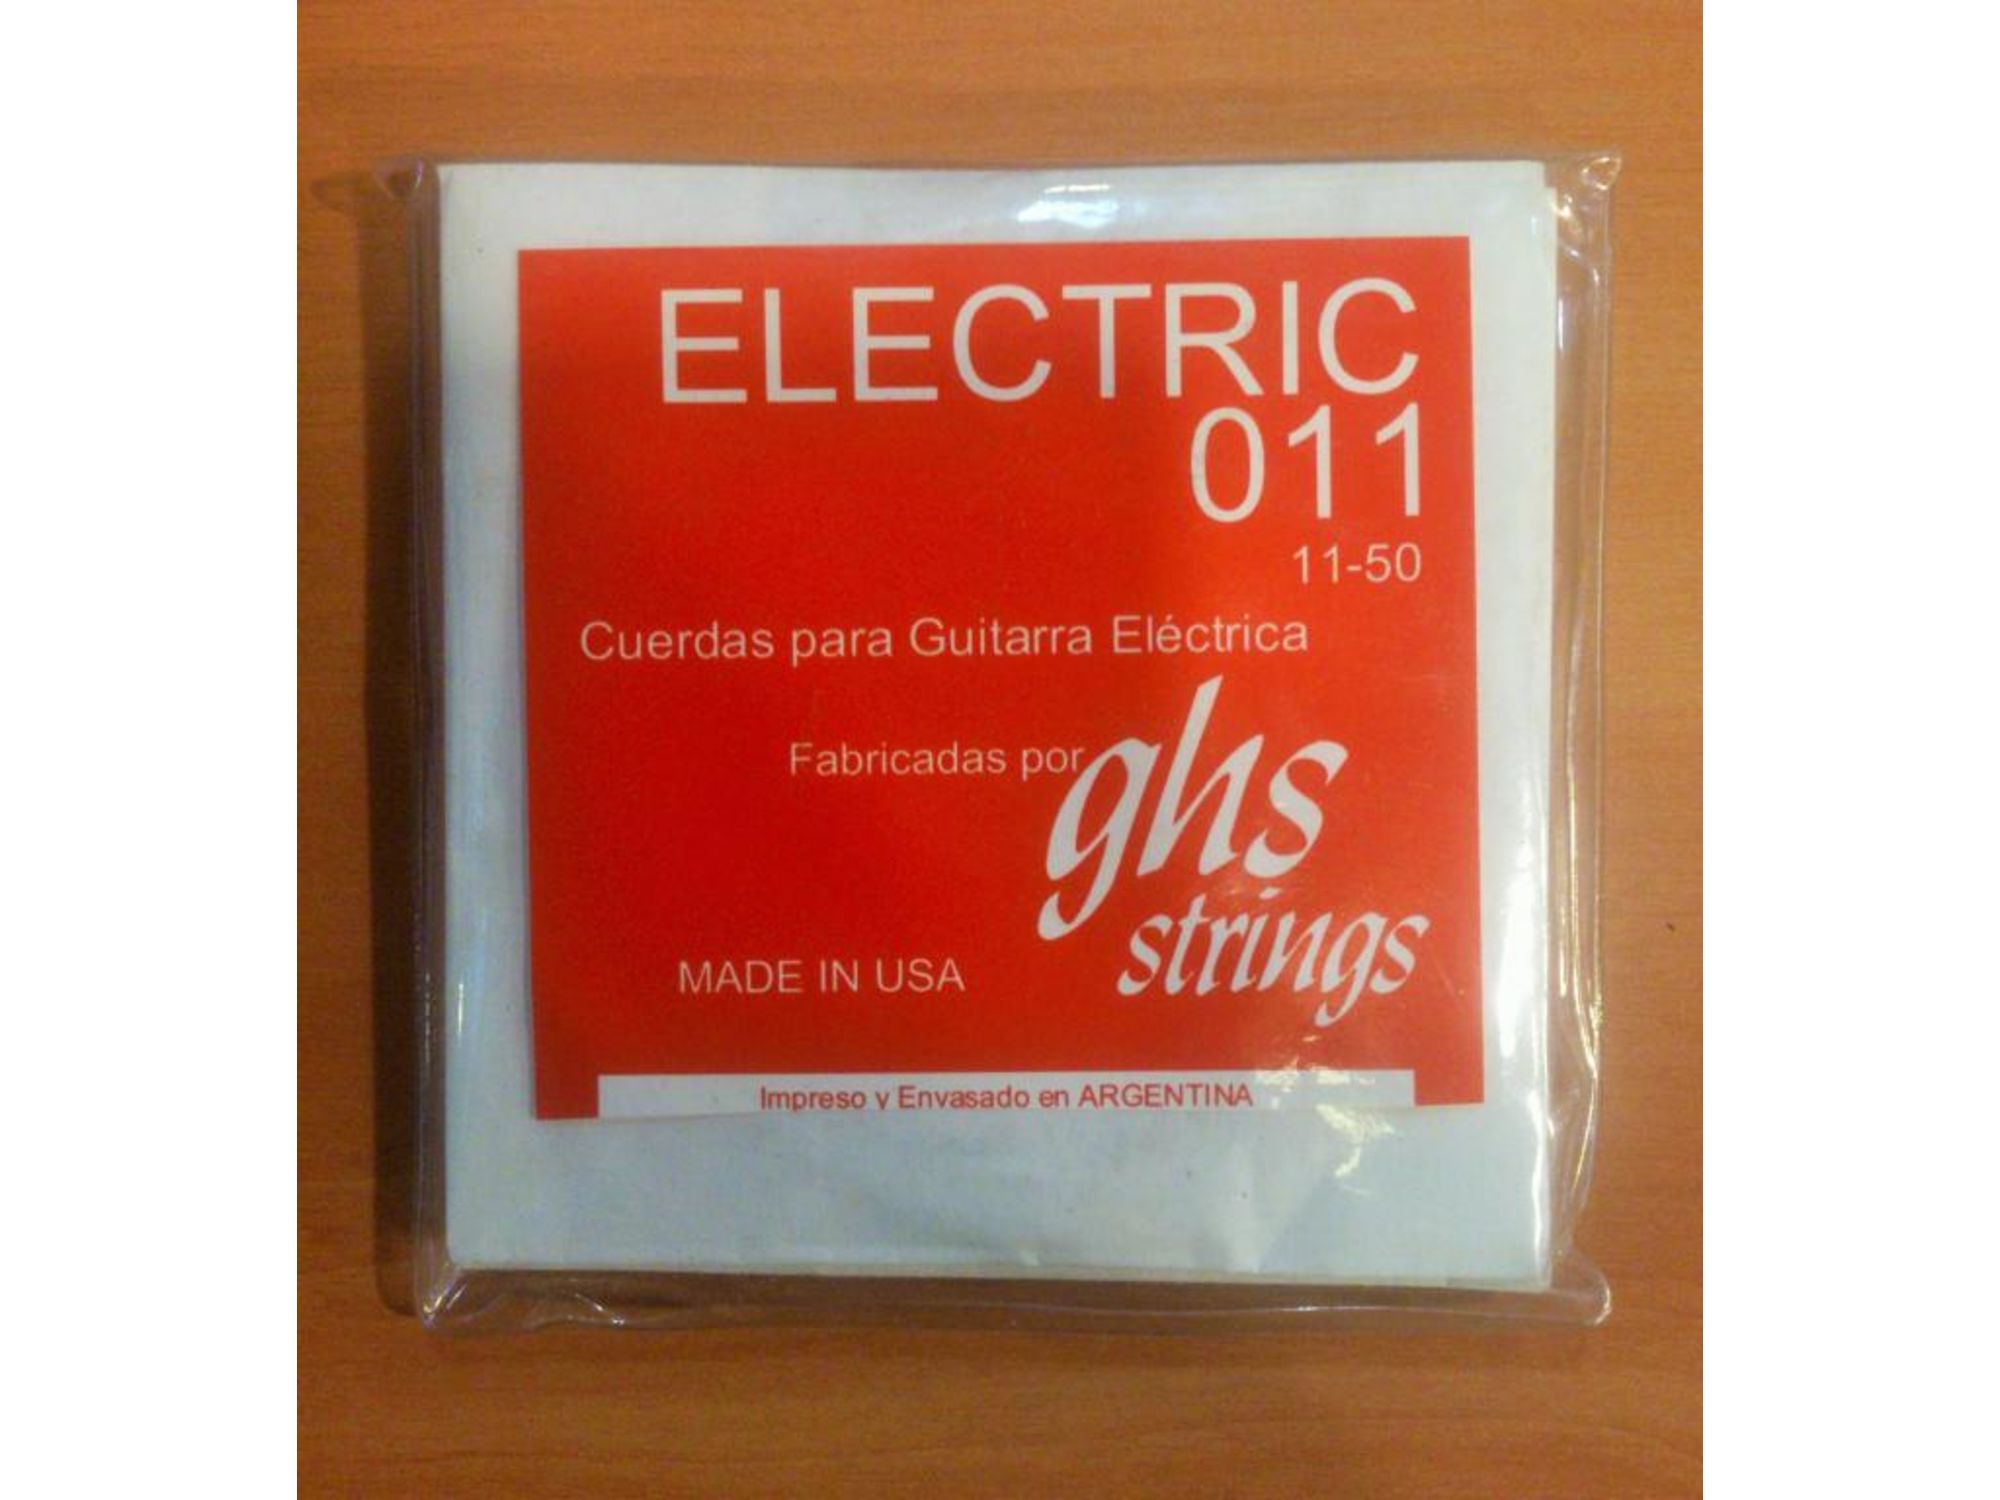 ELECTRIC
011
11-50
Cuerdas para Guitarra Eléctrica
Fabricadas por
ghs
strings
MADE IN USA
Impreso y Envasado en ARGENTINA